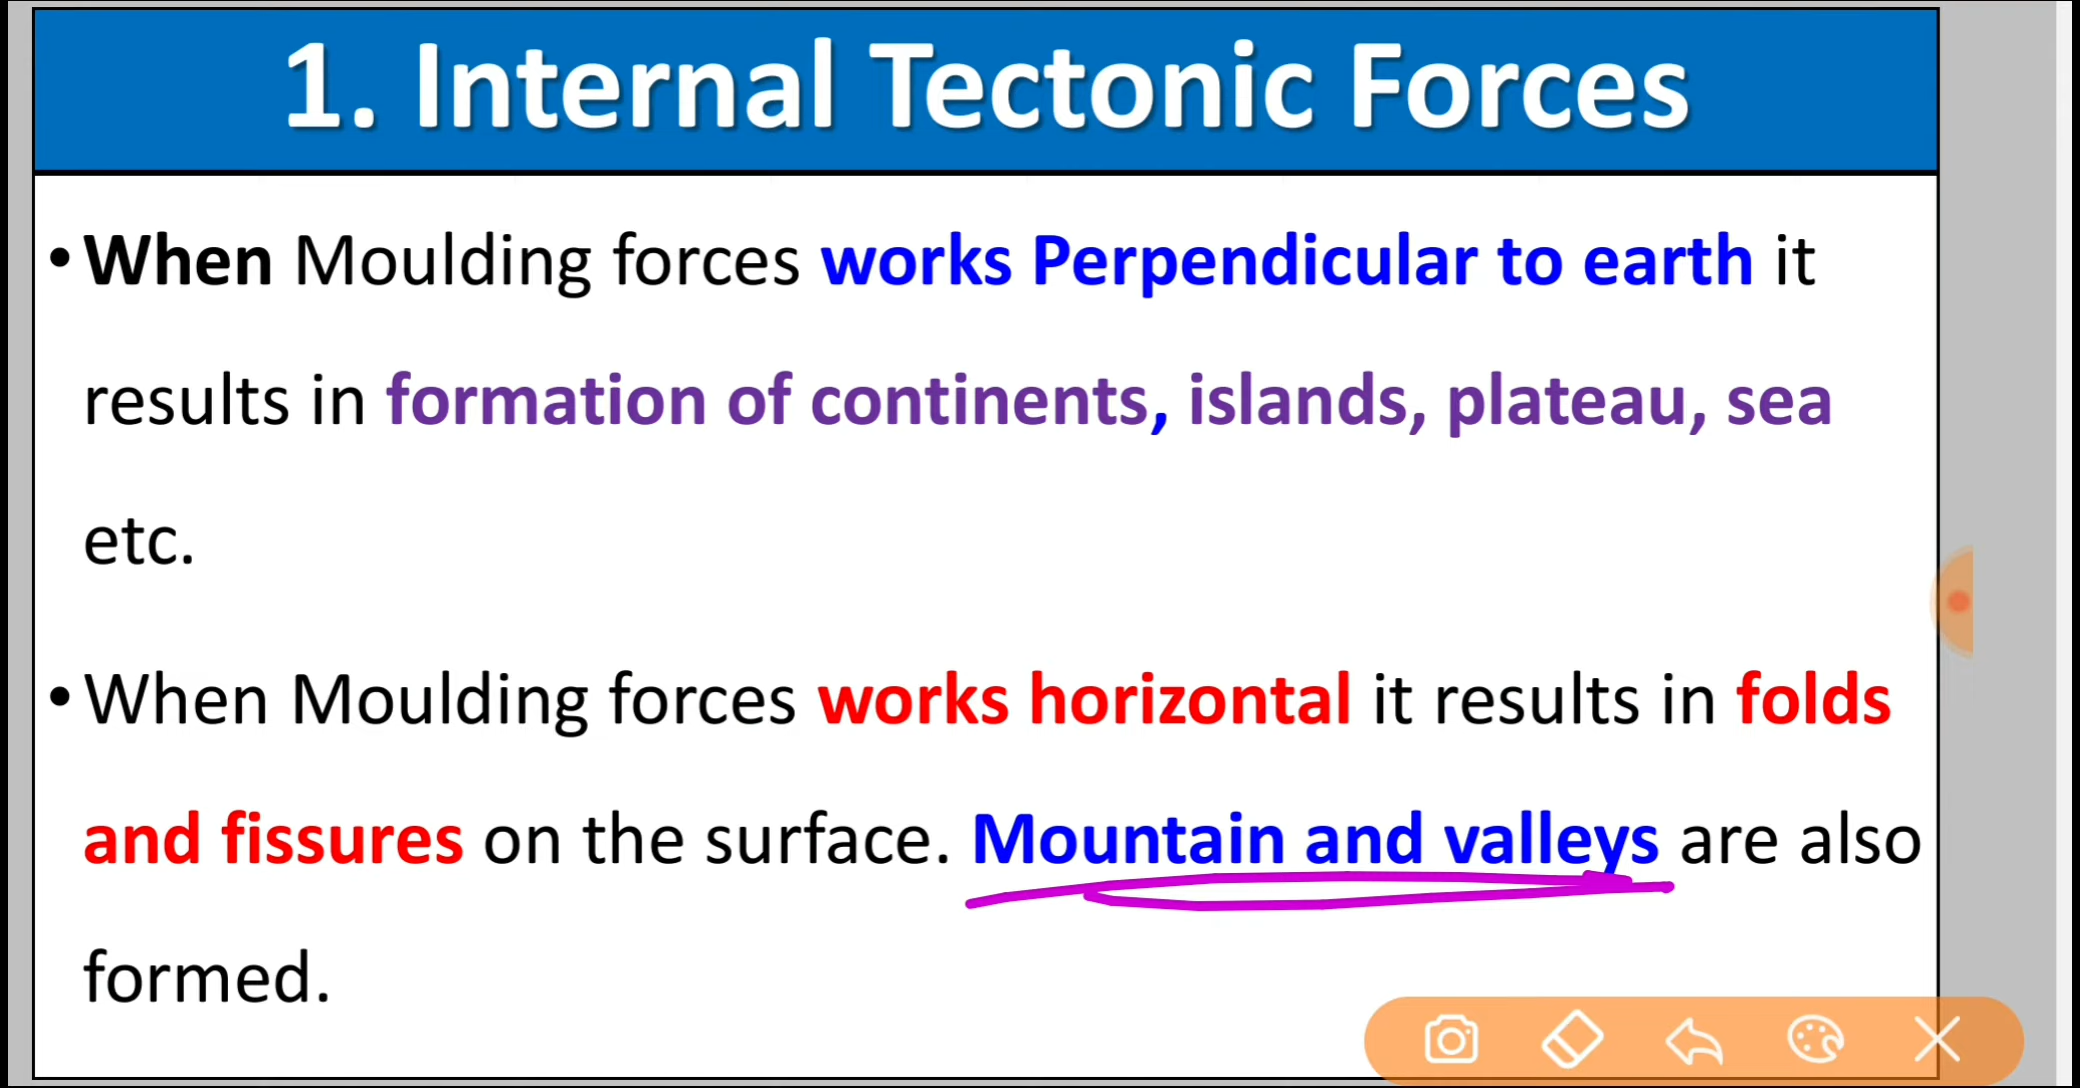 1. Internal Tectonic Forces
• When Moulding forces works Perpendicular to earth it
results in formation of continents, islands, plateau, sea
etc.
• When Moulding forces works horizontal it results in folds
and fissures on the surface. Mountain and valleys are also
formed.